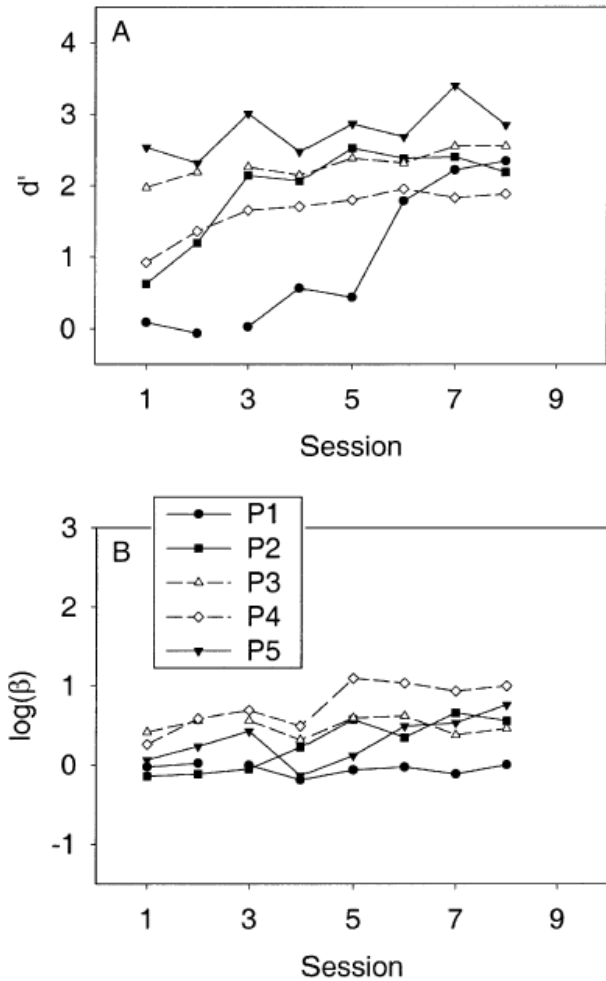 A
4
3
2
1
0
d'
1 3 5 7 9
Session
P1
P2
P3
P4
P5
B
3
2
1
0
-1
log(β)
1 3 5 7 9
Session